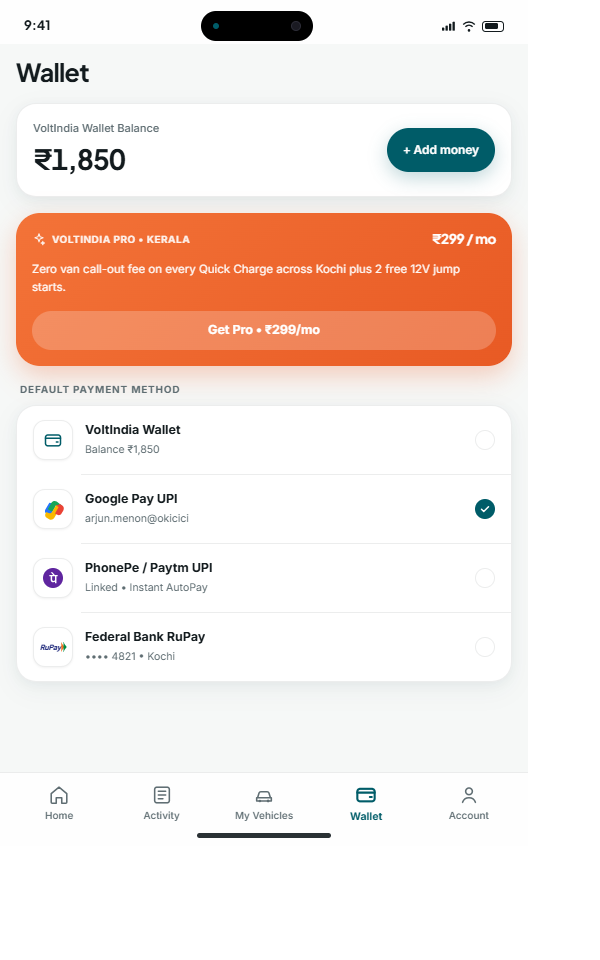 9:41
Wallet
VoltIndia Wallet Balance
₹1,850
+ Add money
VOLTINDIA PRO • KERALA
₹299 / mo
Zero van call-out fee on every Quick Charge across Kochi plus 2 free 12V jump
starts.
Get Pro • ₹299/mo
DEFAULT PAYMENT METHOD
VoltIndia Wallet
Balance ₹1,850
Google Pay UPI
arjun.menon@okicici
पे
PhonePe / Paytm UPI
Linked • Instant AutoPay
RuPay
Federal Bank RuPay
•••• 4821 • Kochi
Home
Activity
My Vehicles
Wallet
Account